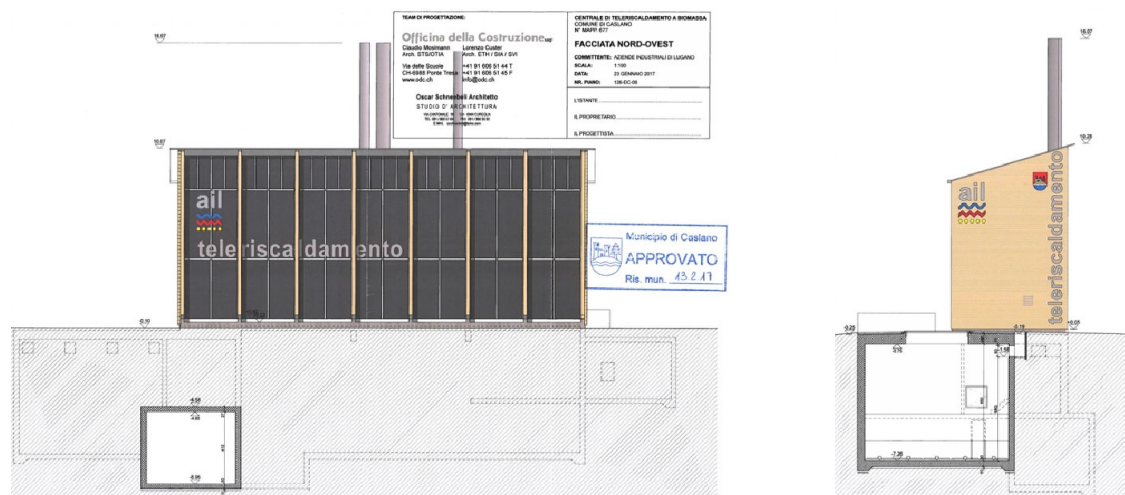 TEAM DI PROGETTAZIONE:
Officina della Costruzione
Claudio Mosimann Lorenzo Custer
Arch. STS/OTIA Arch. ETH / SIA / SVI
Via delle Scuole +41 91 606 51 44 T
CH-6988 Ponte Tresa +41 91 606 51 45 F
www.odc.ch info@odc.ch
Oscar Schneebeli Architetto
STUDIO D' ARCHITETTURA
CENTRALE DI TELERISCALDAMENTO A BIOMASSA
COMUNE DI CASLANO
N° MAPP. 677
FACCIATA NORD-OVEST
COMMITTENTE: AZIENDE INDUSTRIALI DI LUGANO
SCALA: 1:100
DATA: 23 GENNAIO 2017
NR. PIANO:
L'ISTANTE
IL PROPRIETARIO
IL PROGETTISTA
ail
teleriscaldamento
Municipio di Caslano
APPROVATO
Ris. mun. 13.2.17
ail
teleriscaldamento